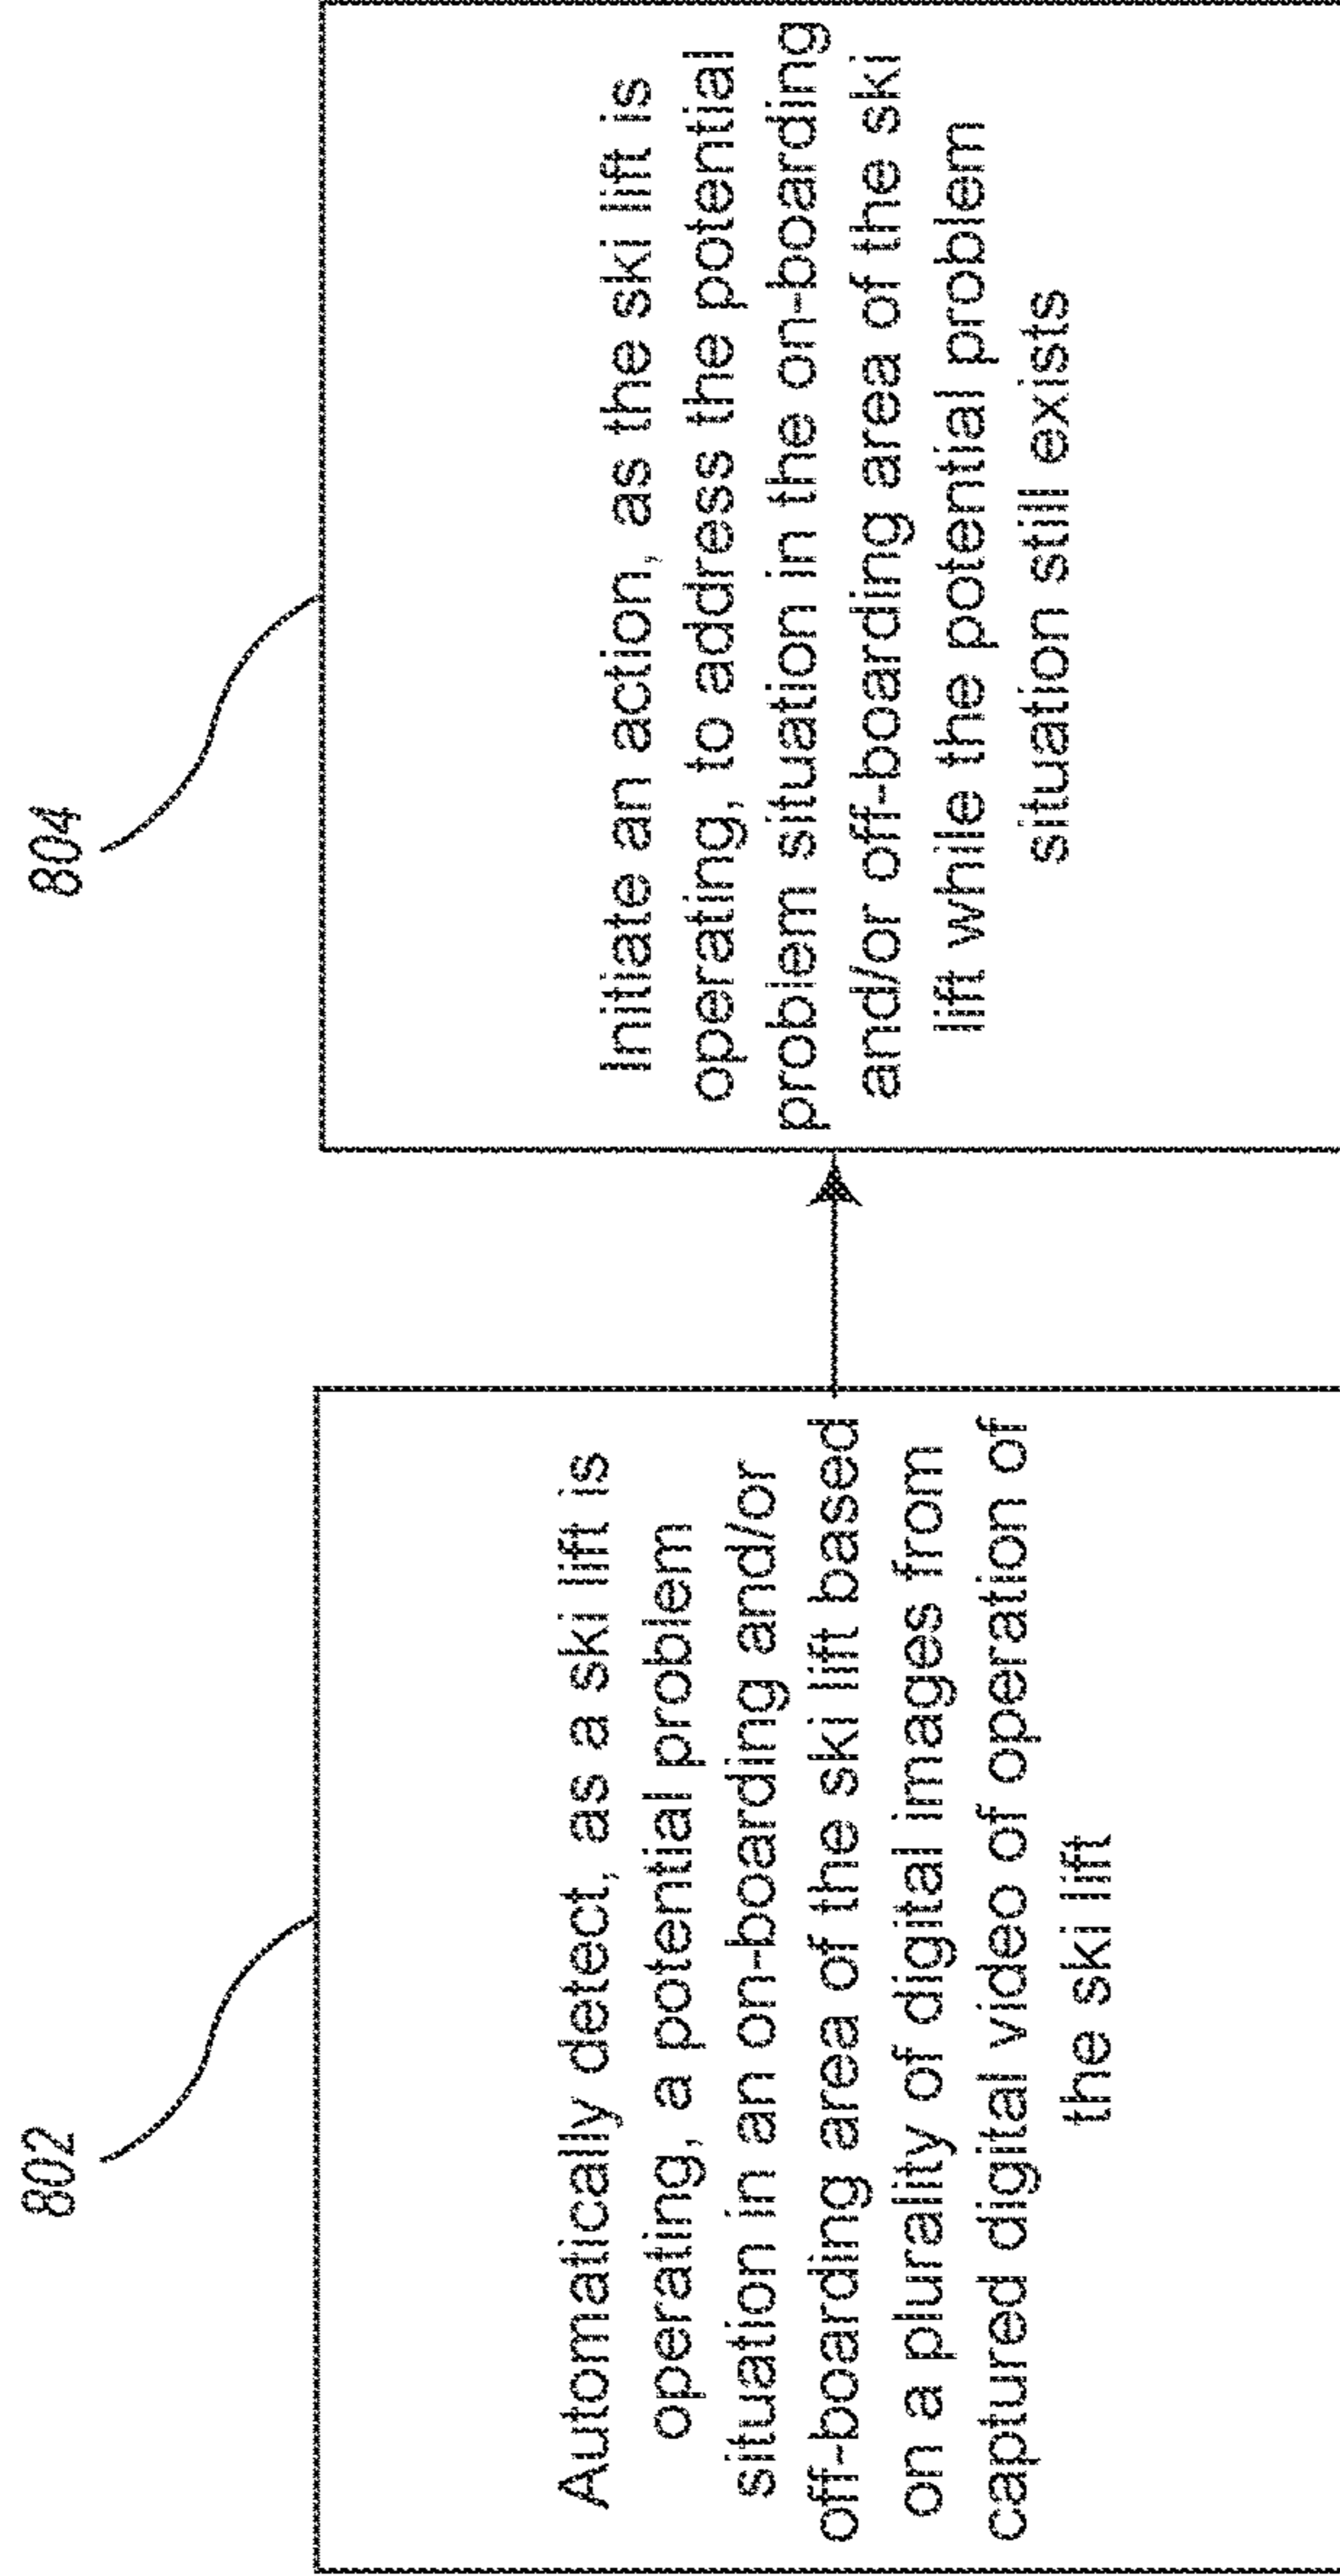 802
Automatically detect, as a ski lift is
operating, a potential problem
situation in an on-boarding and/or
off-boarding area of the ski lift based
on a plurality of digital images from
captured digital video of operation of
the ski lift
804
Initiate an action, as the ski lift is
operating, to address the potential
problem situation in the on-boarding
and/or off-boarding area of the ski
lift while the potential problem
situation still exists